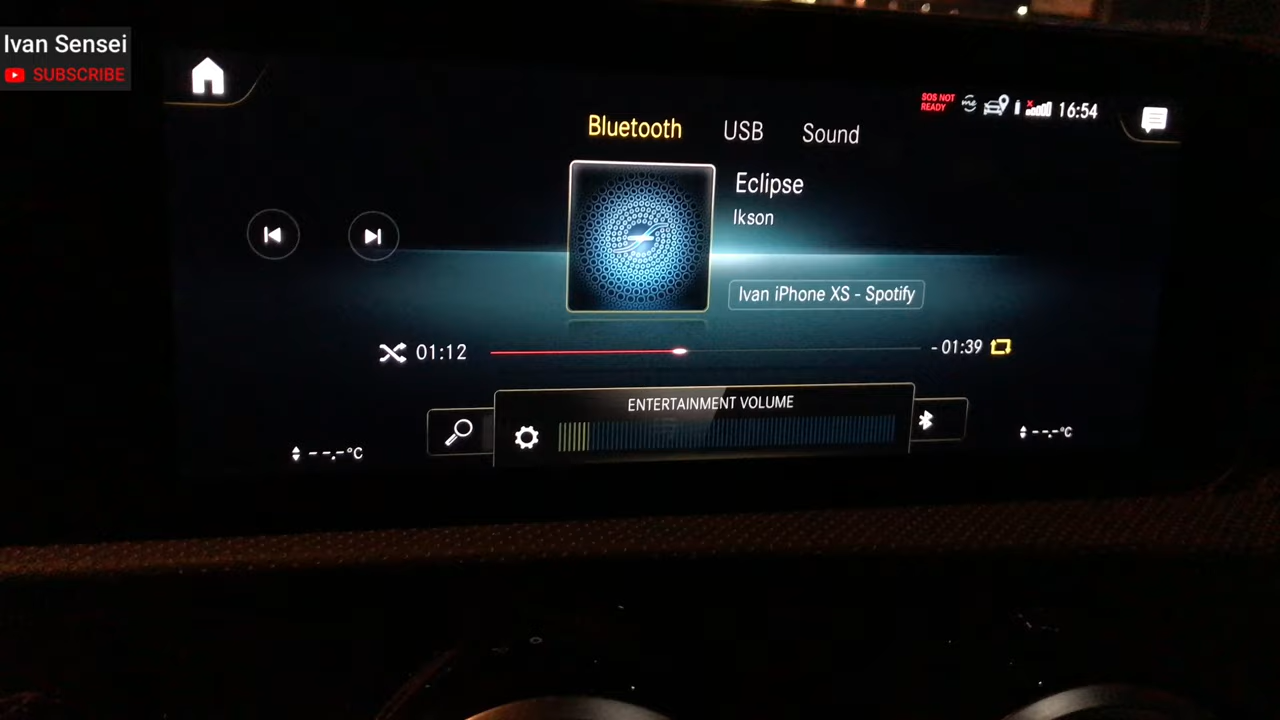 Ivan Sensei
SUBSCRIBE
SOS NOT
READY
me
16:54
Bluetooth
USB
Sound
Eclipse
Ikson
Ivan iPhone XS - Spotify
01:12
- 01:39
ENTERTAINMENT VOLUME
--.-°C
--.-°C